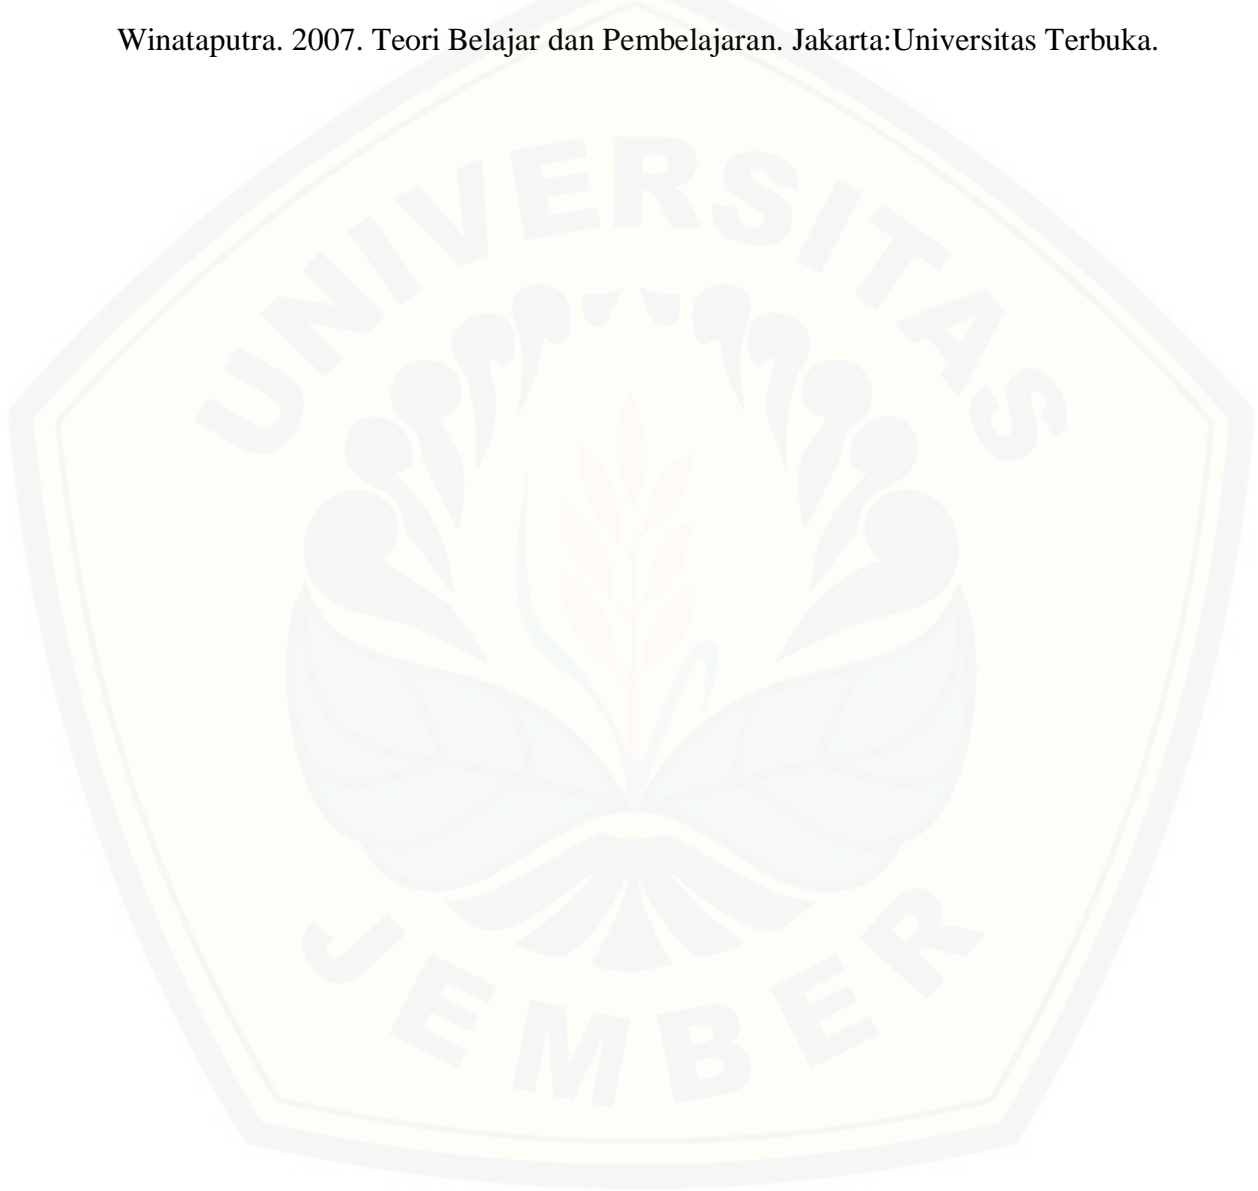 Winataputra. 2007. Teori Belajar dan Pembelajaran. Jakarta:Universitas Terbuka.
UNIVERSITAS
JEMBER